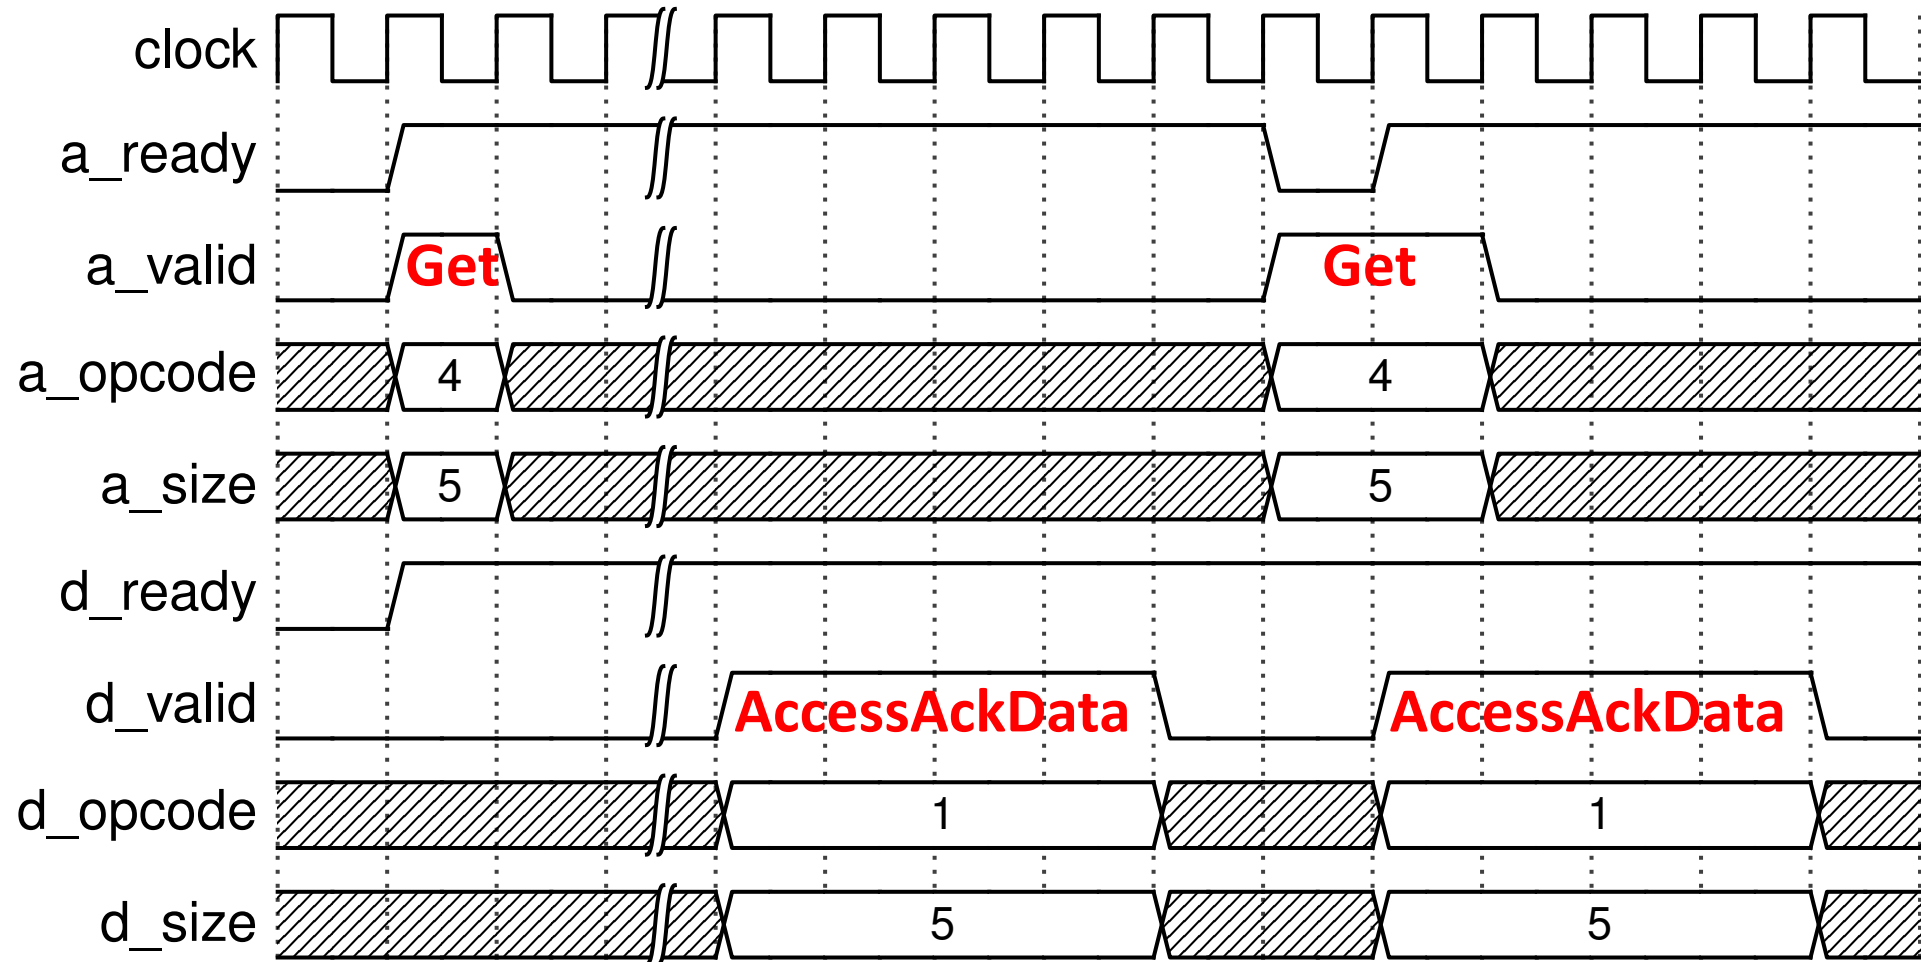 clock
a_ready
a_valid Get Get
a_opcode 4 4
a_size 5 5
d_ready
d_valid AccessAckData AccessAckData
d_opcode 1 1
d_size 5 5